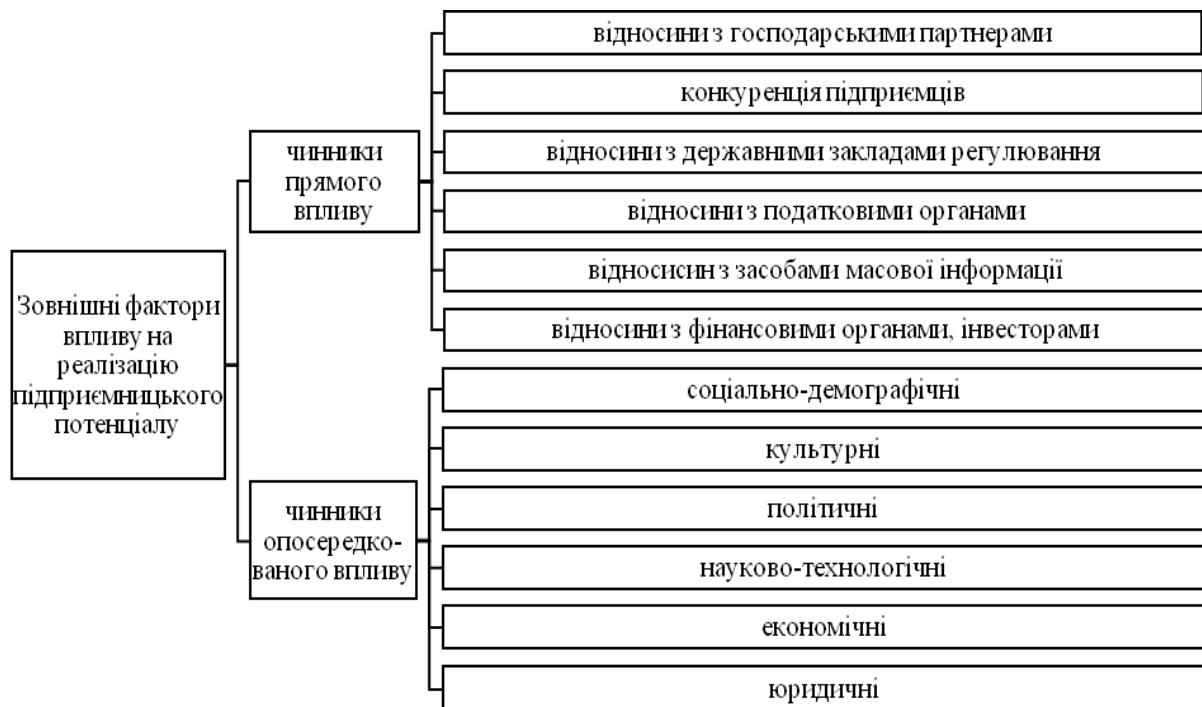 Зовнішні фактори
впливу на
реалізацію
підприємницького
потенціалу
чинники
прямого
впливу
відносини з господарськими партнерами
конкуренція підприємців
відносини з державними закладами регулювання
відносини з податковими органами
відносисин з засобами масової інформації
відносини з фінансовими органами, інвесторами
чинники
опосередко-
ваного впливу
соціально-демографічні
культурні
політичні
науково-технологічні
економічні
юридичні